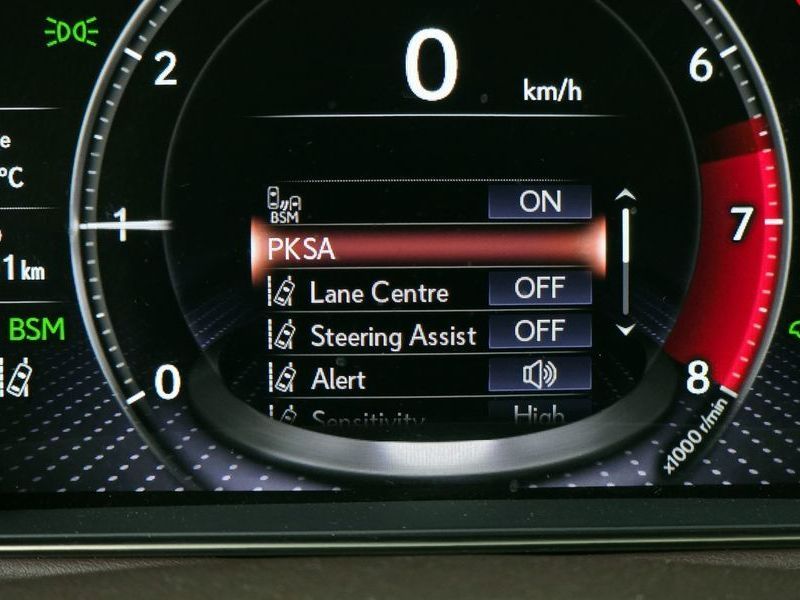 0
km/h
2
6
e
°C
1
7
1 km
BSM
ON
PKSA
Lane Centre OFF
BSM
Steering Assist OFF
Alert
0
8
Sensitivity High
x1000 r/min